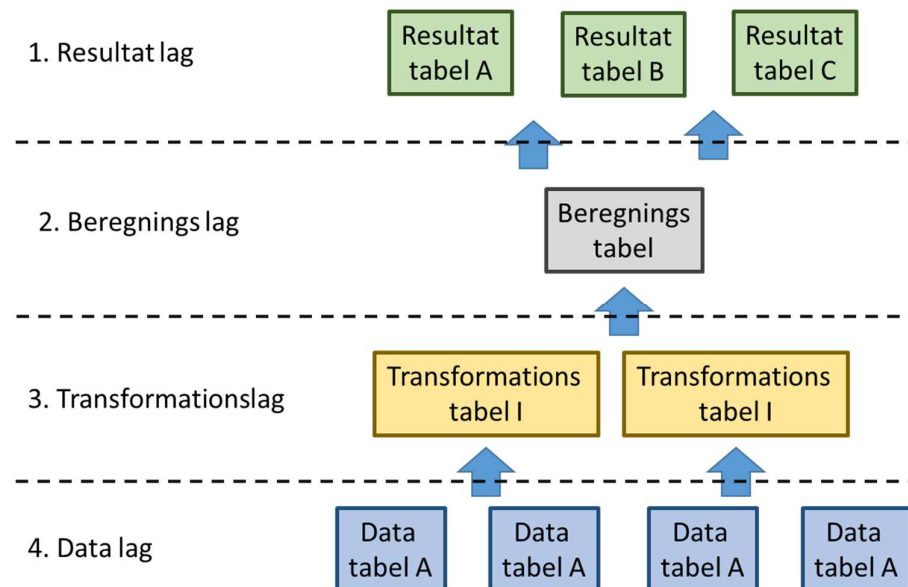 1. Resultat lag
Resultat
tabel A
Resultat
tabel B
Resultat
tabel C
2. Beregnings lag
Beregnings
tabel
3. Transformationslag
Transformations
tabel I
Transformations
tabel I
4. Data lag
Data
tabel A
Data
tabel A
Data
tabel A
Data
tabel A